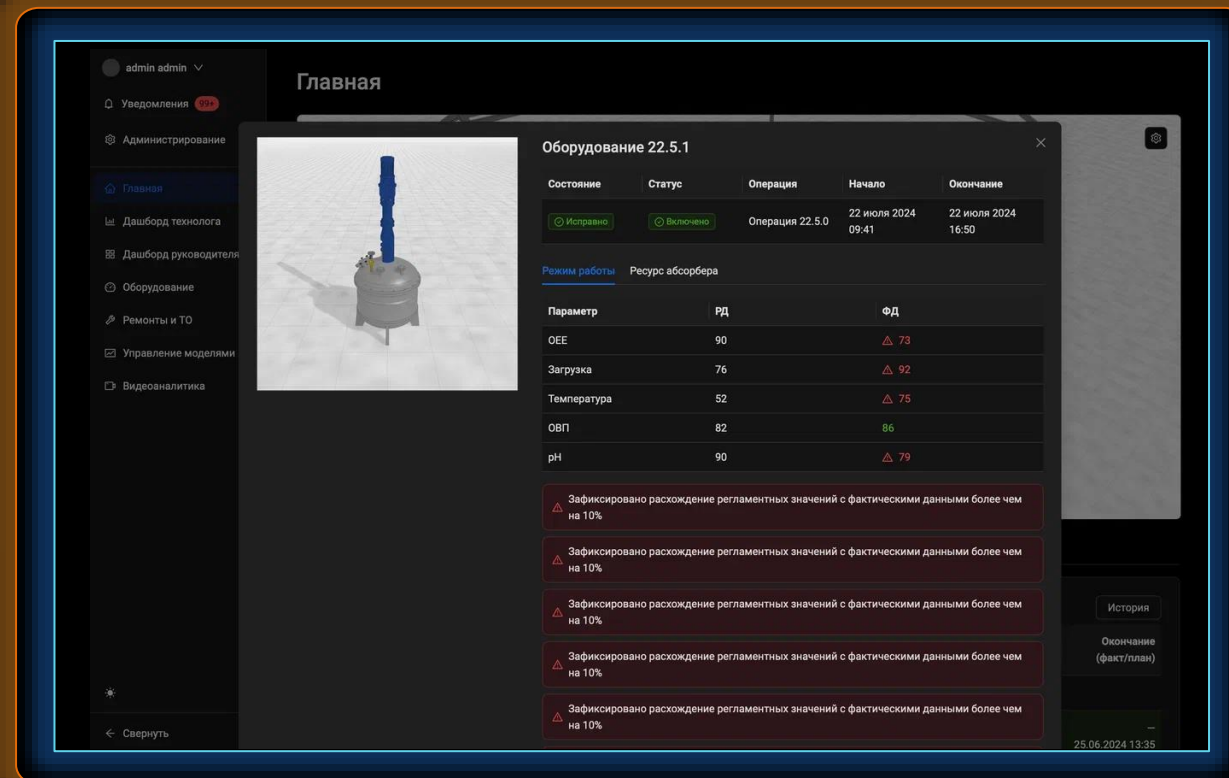 admin admin
Уведомления 99+
Администрирование
Главная
Дашборд технолога
Дашборд руководителя
Оборудование
Ремонты и ТО
Управление моделями
Видеоаналитика
Свернуть
Главная
Оборудование 22.5.1
Состояние Статус Операция Начало Окончание
Исправно Включено Операция 22.5.0 22 июля 2024 22 июля 2024
09:41 16:50
Режим работы Ресурс абсорбера
Параметр РД ФД
OEE 90 73
Загрузка 76 92
Температура 52 75
ОВП 82 86
pH 90 79
Зафиксировано расхождение регламентных значений с фактическими данными более чем
на 10%
Зафиксировано расхождение регламентных значений с фактическими данными более чем
на 10%
Зафиксировано расхождение регламентных значений с фактическими данными более чем
на 10%
Зафиксировано расхождение регламентных значений с фактическими данными более чем
на 10%
Зафиксировано расхождение регламентных значений с фактическими данными более чем
на 10%
История
Окончание
(факт/план)
—
25.06.2024 13:35